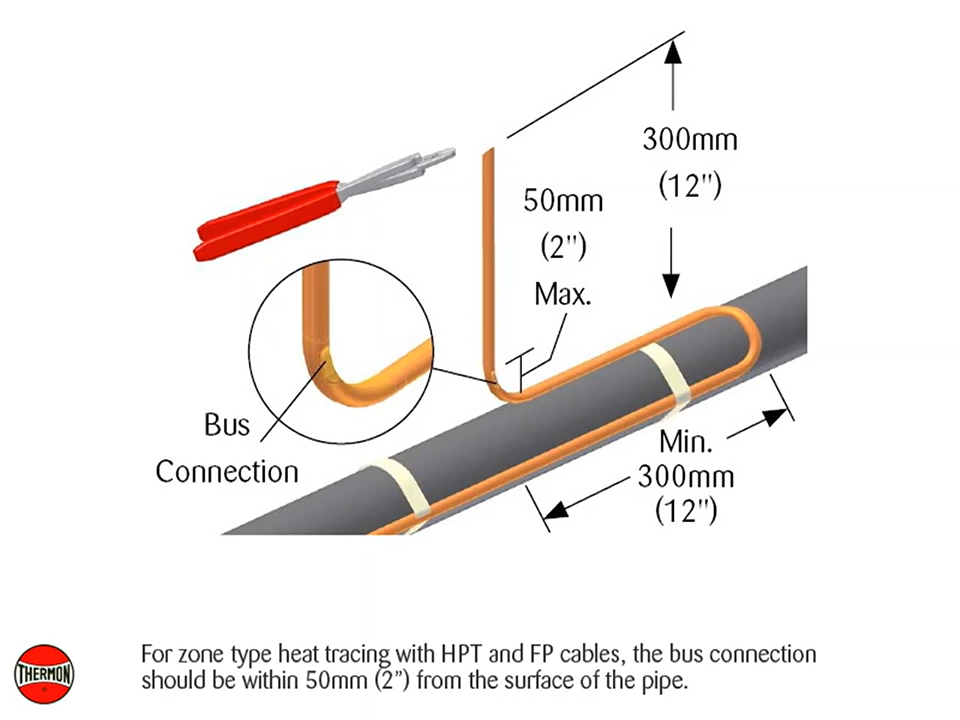 300mm
(12")
50mm
(2")
Max.
Bus
Connection
Min.
300mm
(12")
THERMON
®
For zone type heat tracing with HPT and FP cables, the bus connection
should be within 50mm (2”) from the surface of the pipe.